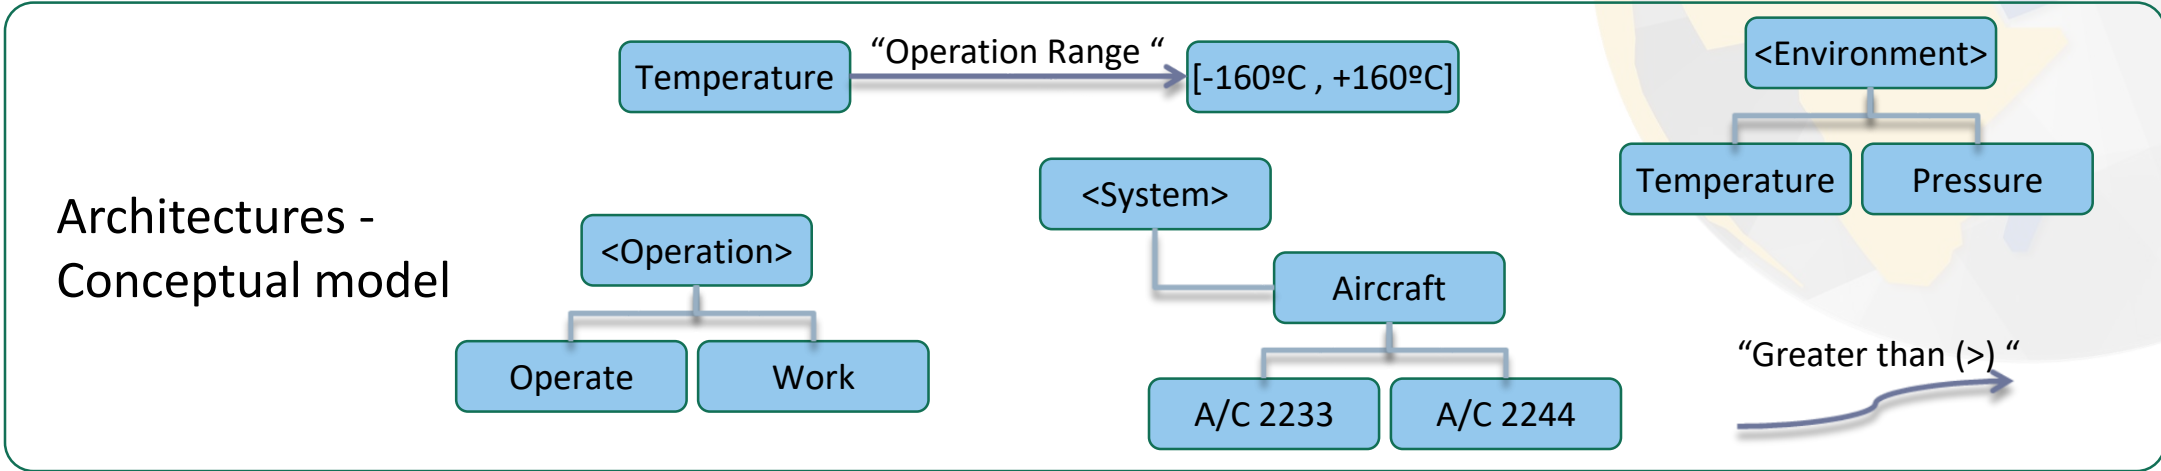 Architectures -
Conceptual model
Temperature
“Operation Range “
[-160ºC , +160ºC]
<Operation>
Operate
Work
<System>
Aircraft
A/C 2233
A/C 2244
<Environment>
Temperature
Pressure
“Greater than (>) “